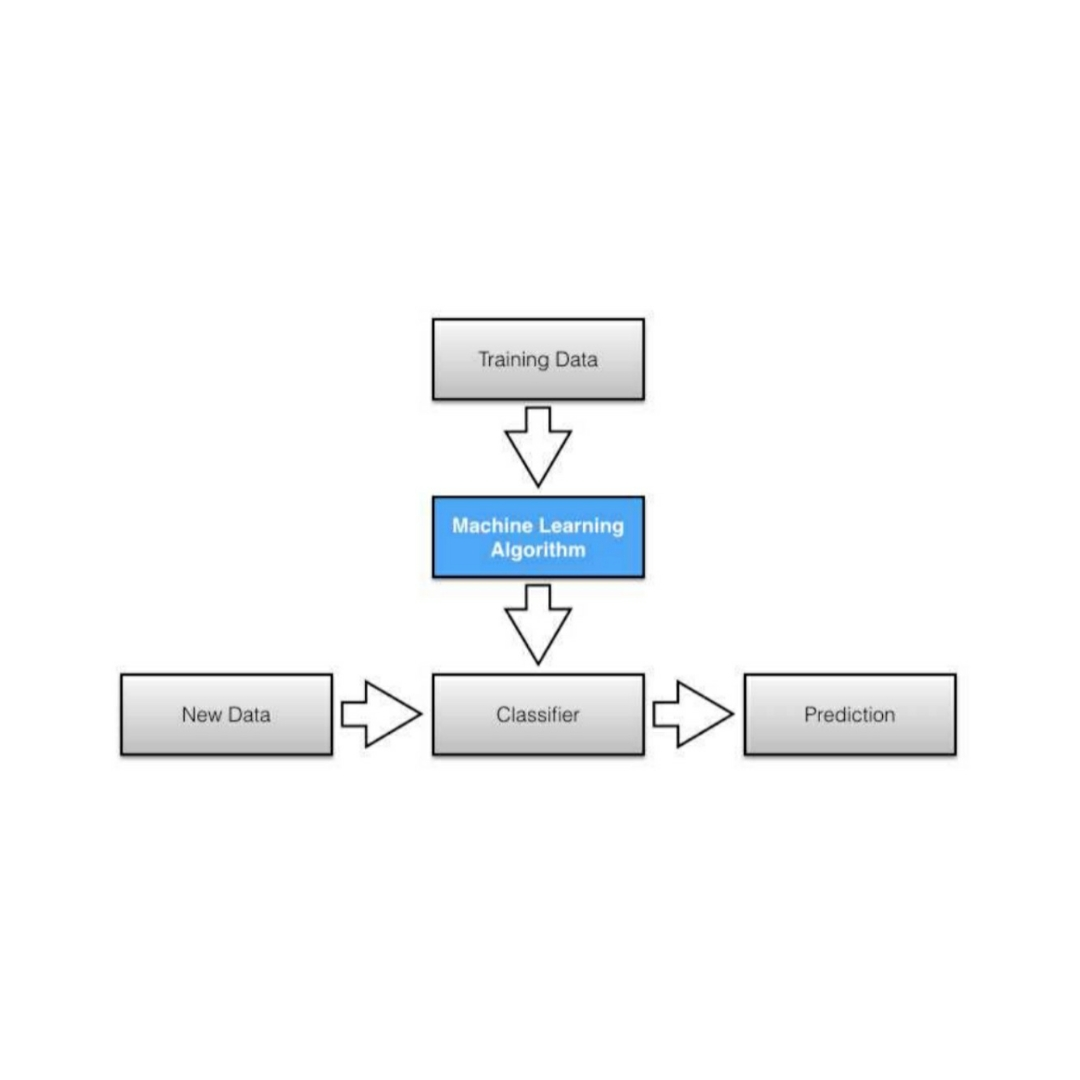 Training Data
Machine Learning
Algorithm
New Data
Classifier
Prediction